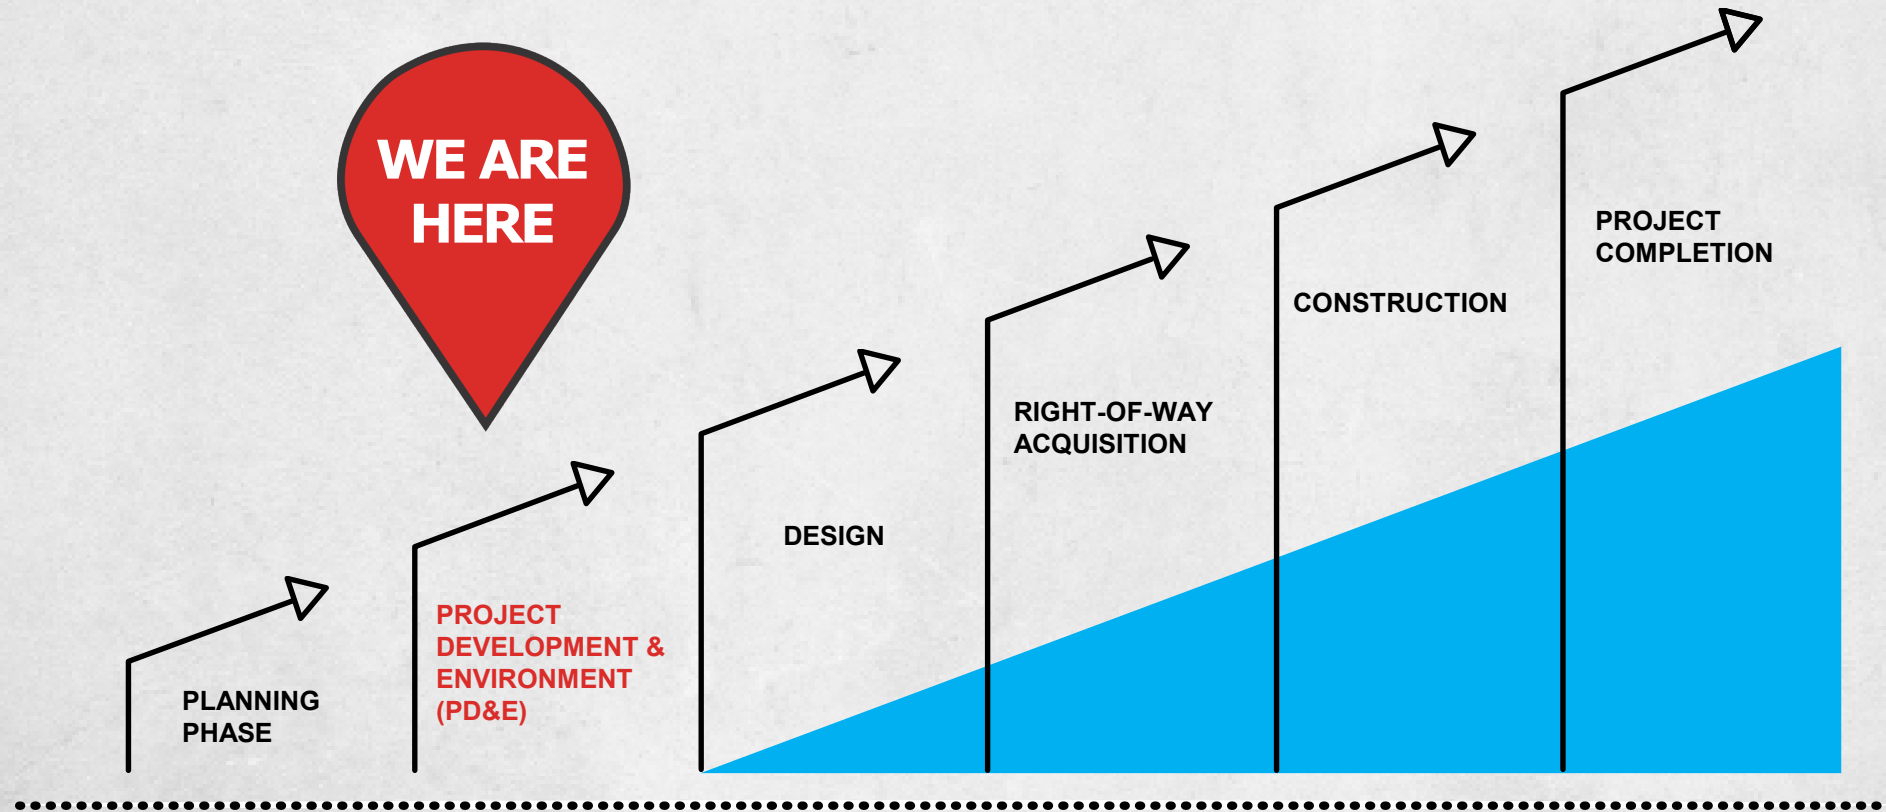 WE ARE
HERE
PLANNING
PHASE
PROJECT
DEVELOPMENT &
ENVIRONMENT
(PD&E)
DESIGN
RIGHT-OF-WAY
ACQUISITION
CONSTRUCTION
PROJECT
COMPLETION